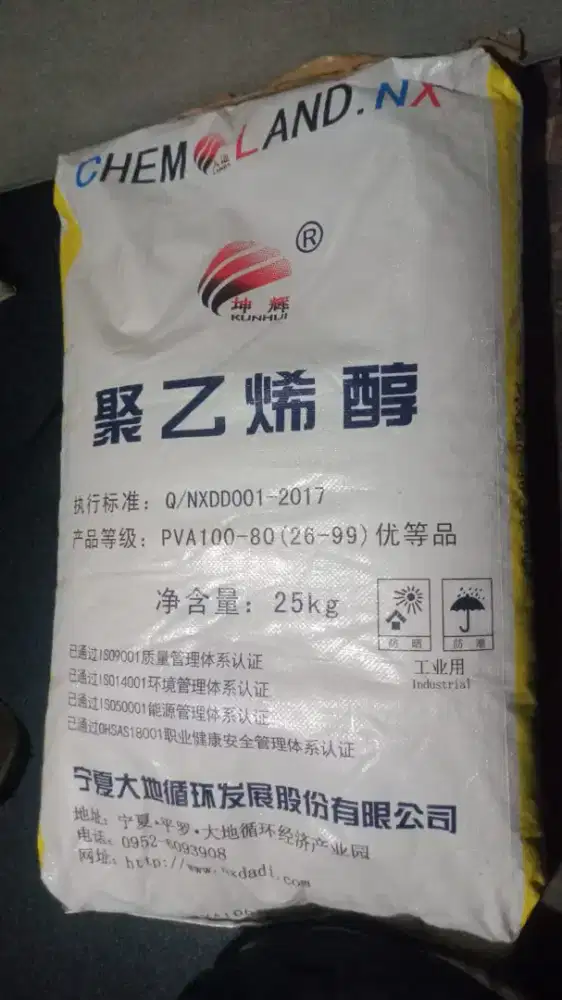 CHEM LAND.NX
大地
®
坤辉
KUNHUI
聚乙烯醇
执行标准: Q/NXDD001-2017
产品等级: PVA100-80(26-99)优等品
净含量: 25kg
防 晒
防 潮
工业用
Industrial
已通过ISO9001质量管理体系认证
已通过ISO14001环境管理体系认证
已通过ISO50001能源管理体系认证
已通过OHSAS18001职业健康安全管理体系认证
宁夏大地循环发展股份有限公司
地址: 宁夏·平罗·大地循环经济产业园
电话: 0952-6093908
网址: http://www.nxdadi.com